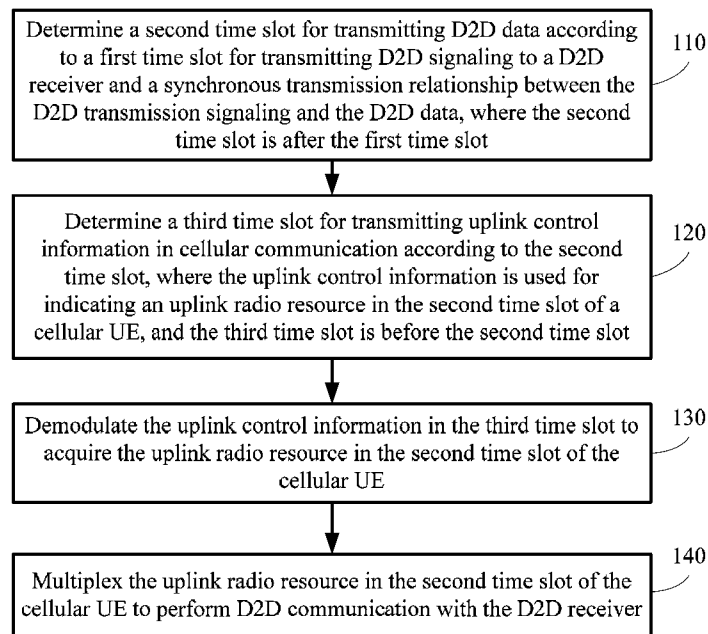 Determine a second time slot for transmitting D2D data according
to a first time slot for transmitting D2D signaling to a D2D
receiver and a synchronous transmission relationship between the
D2D transmission signaling and the D2D data, where the second
time slot is after the first time slot
110
Determine a third time slot for transmitting uplink control
information in cellular communication according to the second
time slot, where the uplink control information is used for
indicating an uplink radio resource in the second time slot of a
cellular UE, and the third time slot is before the second time slot
120
Demodulate the uplink control information in the third time slot to
acquire the uplink radio resource in the second time slot of the
cellular UE
130
Multiplex the uplink radio resource in the second time slot of the
cellular UE to perform D2D communication with the D2D receiver
140